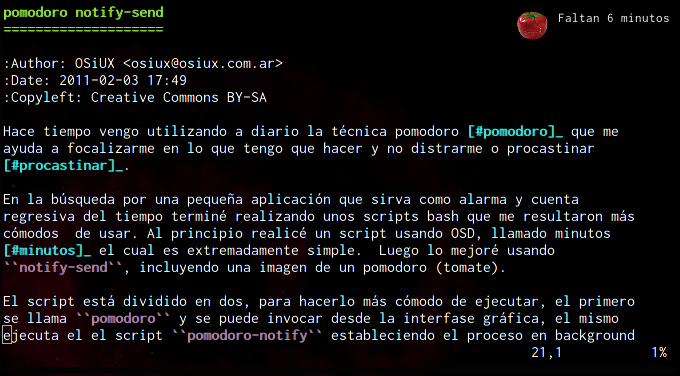 pomodoro notify-send
Faltan 6 minutos
====================
:Author: OSiUX <osiux@osiux.com.ar>
:Date: 2011-02-03 17:49
:Copyleft: Creative Commons BY-SA
Hace tiempo vengo utilizando a diario la técnica pomodoro [#pomodoro]_ que me
ayuda a focalizarme en lo que tengo que hacer y no distrarme o procastinar
[#procastinar]_.
En la búsqueda por una pequeña aplicación que sirva como alarma y cuenta
regresiva del tiempo terminé realizando unos scripts bash que me resultaron más
cómodos  de usar. Al principio realicé un script usando OSD, llamado minutos
[#minutos]_ el cual es extremadamente simple.  Luego lo mejoré usando
``notify-send``, incluyendo una imagen de un pomodoro (tomate).
El script está dividido en dos, para hacerlo más cómodo de ejecutar, el primero
se llama ``pomodoro`` y se puede invocar desde la interfase gráfica, el mismo
ejecuta el el script ``pomodoro-notify`` estableciendo el proceso en background
21,1 1%